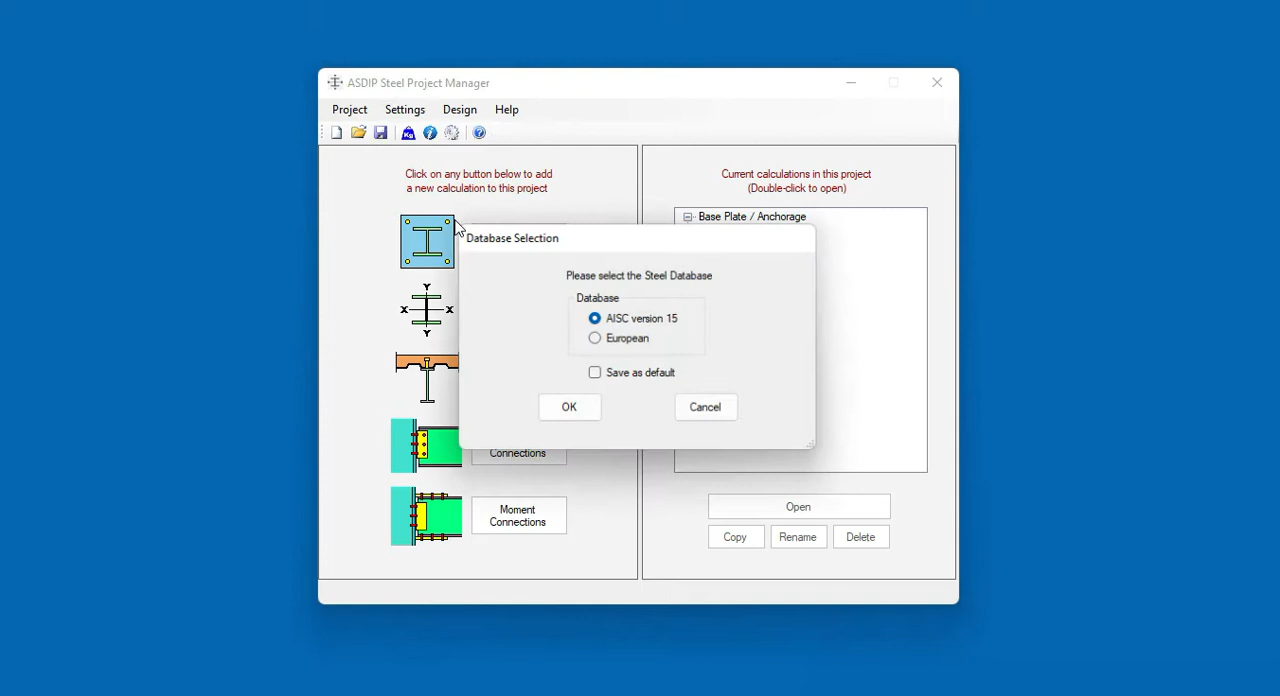 ASDIP Steel Project Manager
Project Settings Design Help
Kg
Click on any button below to add
a new calculation to this project
Current calculations in this project
(Double-click to open)
Base Plate / Anchorage
Database Selection
Please select the Steel Database
Database
AISC version 15
European
Save as default
OK Cancel
Y
X X
Y
Connections
Moment
Connections
Open
Copy Rename Delete